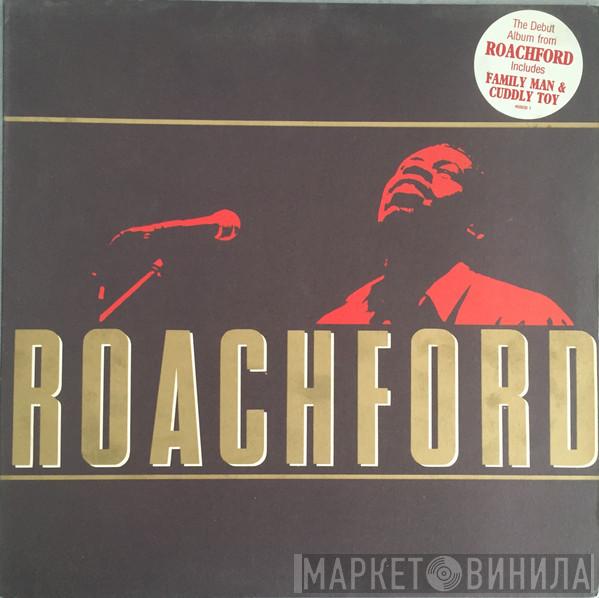 The Debut
Album from
ROACHFORD
Includes
FAMILY MAN &
CUDDLY TOY
ROACHFORD
МАРКЕТ ВИНИЛА